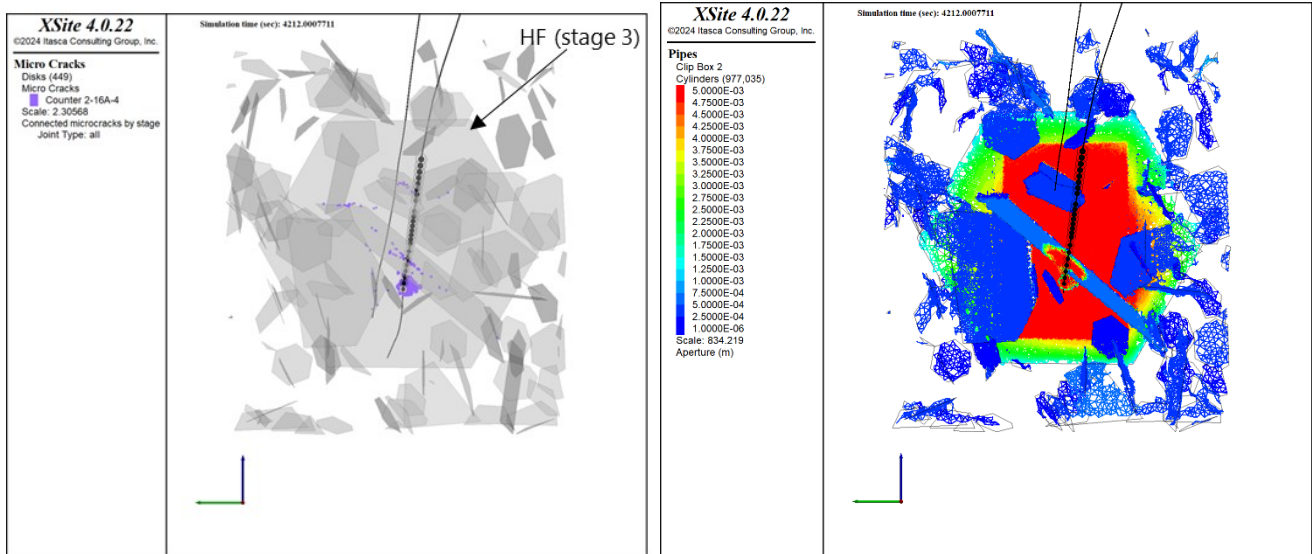 XSite 4.0.22
©2024 Itasca Consulting Group, Inc.
Micro Cracks
Disks (449)
Micro Cracks
Counter 2-16A-4
Scale: 2.30568
Connected microcracks by stage
Joint Type: all
Simulation time (sec): 4212.0007711
HF (stage 3)
XSite 4.0.22
©2024 Itasca Consulting Group, Inc.
Pipes
Clip Box 2
Cylinders (977,035)
5.0000E-03
4.7500E-03
4.5000E-03
4.2500E-03
4.0000E-03
3.7500E-03
3.5000E-03
3.2500E-03
3.0000E-03
2.7500E-03
2.5000E-03
2.2500E-03
2.0000E-03
1.7500E-03
1.5000E-03
1.2500E-03
1.0000E-03
7.5000E-04
5.0000E-04
2.5000E-04
1.0000E-06
Scale: 834.219
Aperture (m)
Simulation time (sec): 4212.0007711